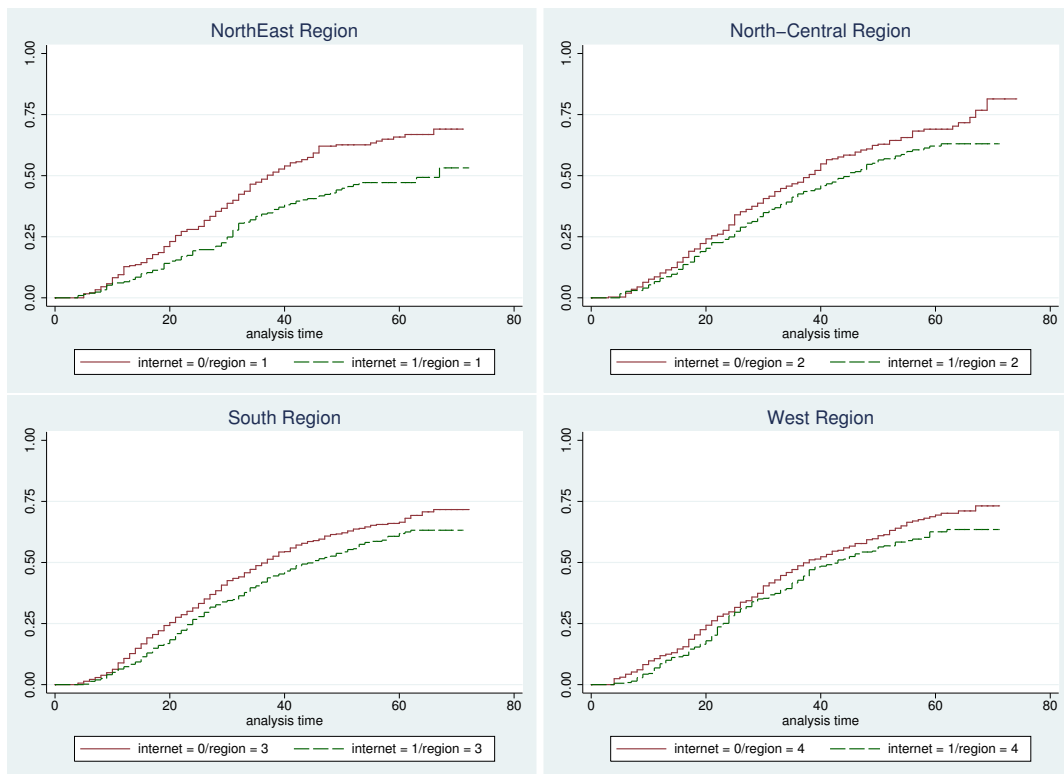 NorthEast Region
1.00
0.75
0.50
0.25
0.00
0 20 40 60 80
analysis time
internet = 0/region = 1 internet = 1/region = 1
North−Central Region
1.00
0.75
0.50
0.25
0.00
0 20 40 60 80
analysis time
internet = 0/region = 2 internet = 1/region = 2
South Region
1.00
0.75
0.50
0.25
0.00
0 20 40 60 80
analysis time
internet = 0/region = 3 internet = 1/region = 3
West Region
1.00
0.75
0.50
0.25
0.00
0 20 40 60 80
analysis time
internet = 0/region = 4 internet = 1/region = 4